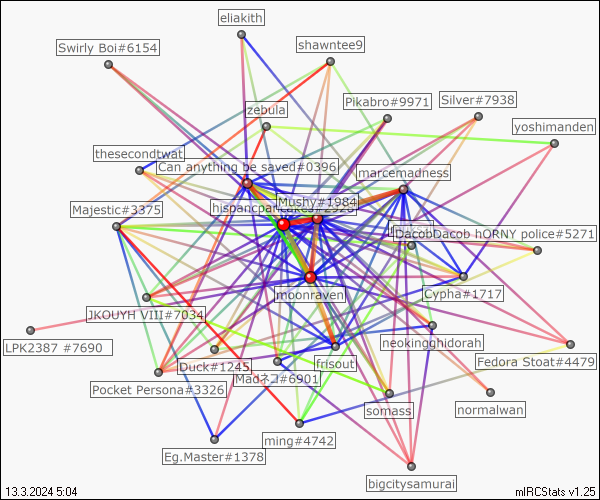 eliakith
Swirly Boi#6154
shawntee9
Pikabro#9971
Silver#7938
zebula
yoshimanden
thesecondtwat
Can anything be saved#0396
marcemadness
Mushy#1984
Majestic#3375
DacobDacob hORNY police#5271
moonraven
Cypha#1717
JKOUYH VIII#7034
LPK2387 #7690
neokingghidorah
Duck#1245
frisout
Fedora Stoat#4479
Madネコ#6901
Pocket Persona#3326
somass
normalwan
ming#4742
Eg.Master#1378
bigcitysamurai
13.3.2024 5:04
mIRCStats v1.25